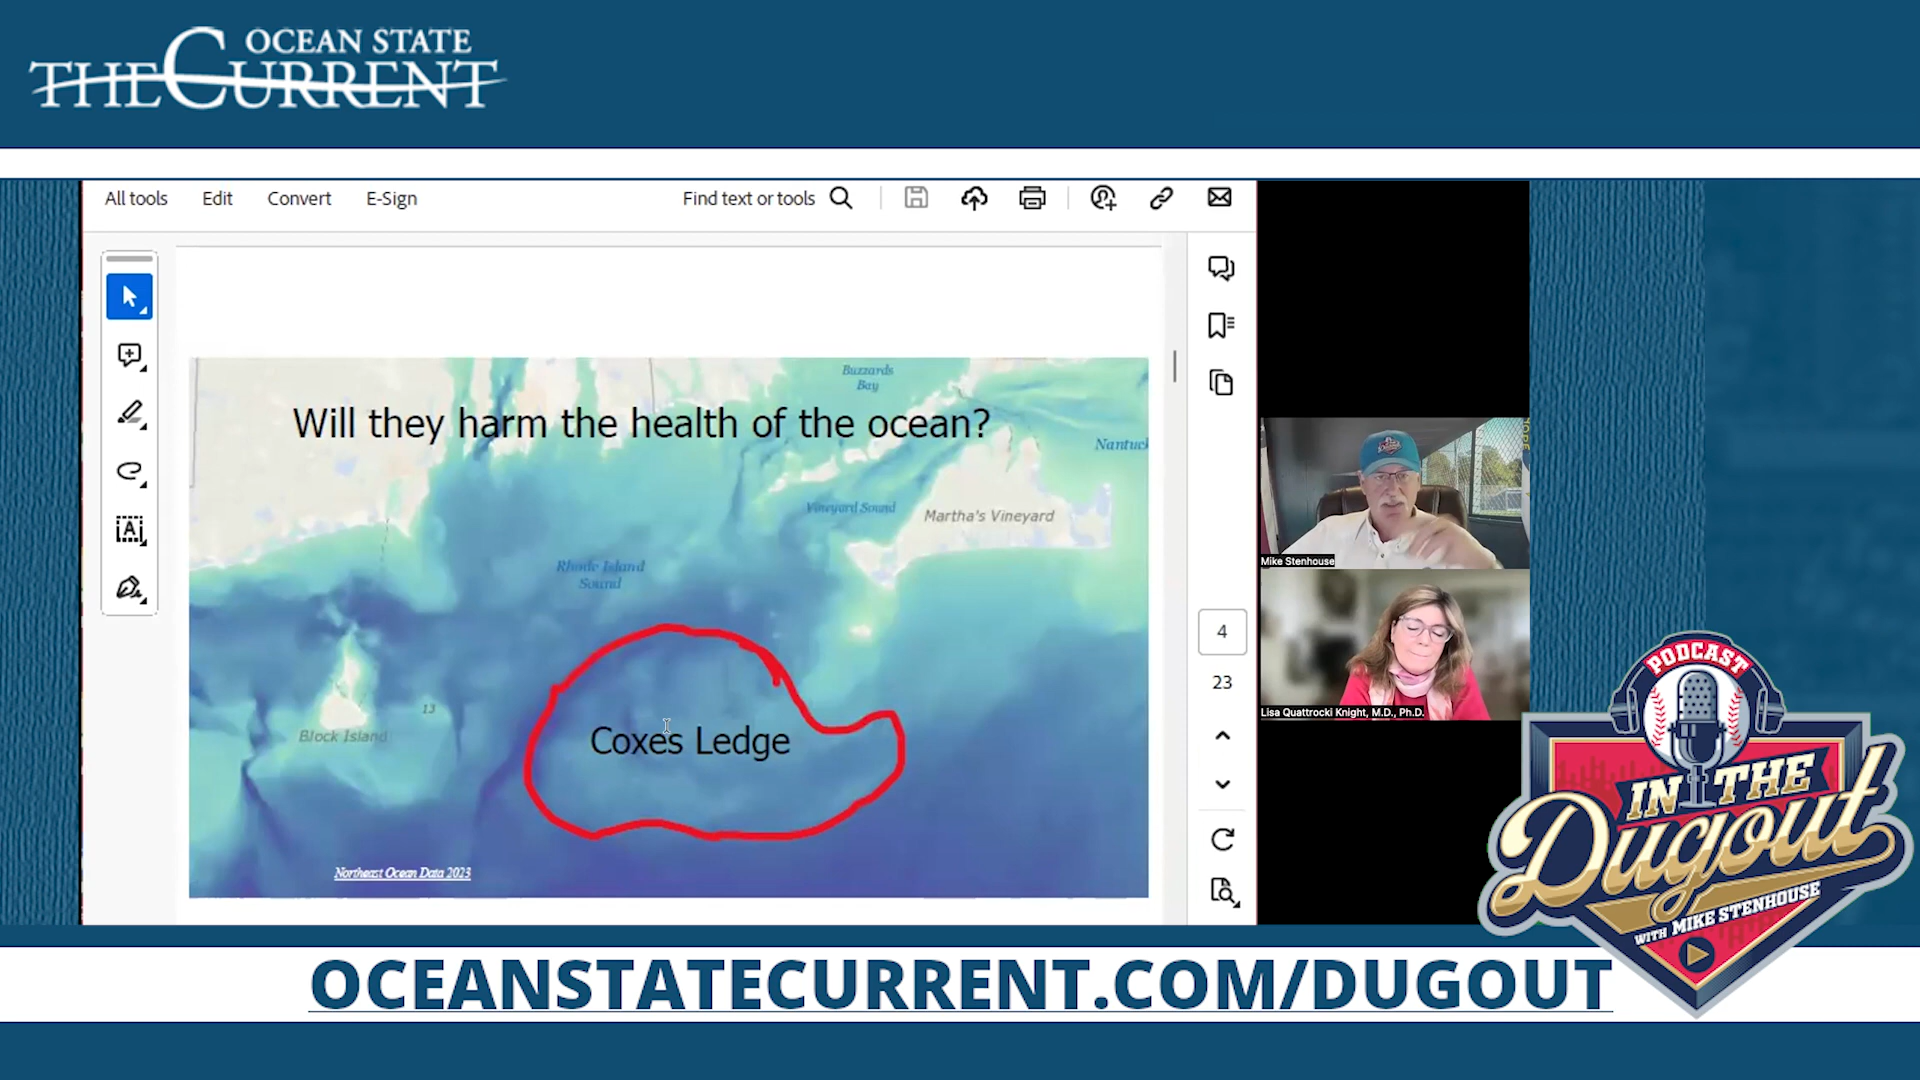 OCEAN STATE
THE CURRENT
All tools
Edit
Convert
E-Sign
Find text or tools
Buzzards
Bay
Will they harm the health of the ocean?
Nantuck
Vineyard Sound
Martha's Vineyard
Rhode Island
Sound
13
Block Island
Coxes Ledge
Northeast Ocean Data 2023
4
23
Mike Stenhouse
Lisa Quattrocki Knight, M.D., Ph.D.
PODCAST
IN THE
Dugout
WITH MIKE STENHOUSE
OCEANSTATECURRENT.COM/DUGOUT